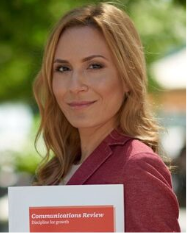 Communications Review
Discipline for growth